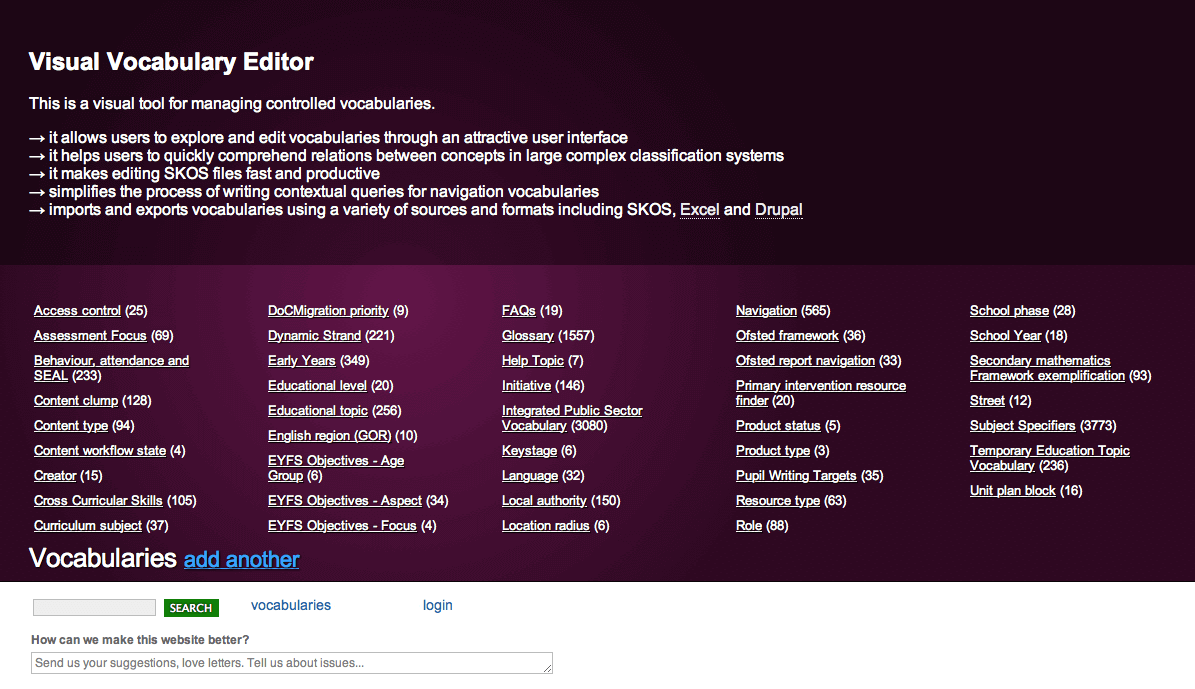 Visual Vocabulary Editor
This is a visual tool for managing controlled vocabularies.
→ it allows users to explore and edit vocabularies through an attractive user interface
→ it helps users to quickly comprehend relations between concepts in large complex classification systems
→ it makes editing SKOS files fast and productive
→ simplifies the process of writing contextual queries for navigation vocabularies
→ imports and exports vocabularies using a variety of sources and formats including SKOS, Excel and Drupal
Access control (25)
Assessment Focus (69)
Behaviour, attendance and
SEAL (233)
Content clump (128)
Content type (94)
Content workflow state (4)
Creator (15)
Cross Curricular Skills (105)
Curriculum subject (37)
DoCMigration priority (9)
Dynamic Strand (221)
Early Years (349)
Educational level (20)
Educational topic (256)
English region (GOR) (10)
EYFS Objectives - Age
Group (6)
EYFS Objectives - Aspect (34)
EYFS Objectives - Focus (4)
FAQs (19)
Glossary (1557)
Help Topic (7)
Initiative (146)
Integrated Public Sector
Vocabulary (3080)
Keystage (6)
Language (32)
Local authority (150)
Location radius (6)
Navigation (565)
Ofsted framework (36)
Ofsted report navigation (33)
Primary intervention resource
finder (20)
Product status (5)
Product type (3)
Pupil Writing Targets (35)
Resource type (63)
Role (88)
School phase (28)
School Year (18)
Secondary mathematics
Framework exemplification (93)
Street (12)
Subject Specifiers (3773)
Temporary Education Topic
Vocabulary (236)
Unit plan block (16)
Vocabularies add another
SEARCH vocabularies login
How can we make this website better?
Send us your suggestions, love letters. Tell us about issues...